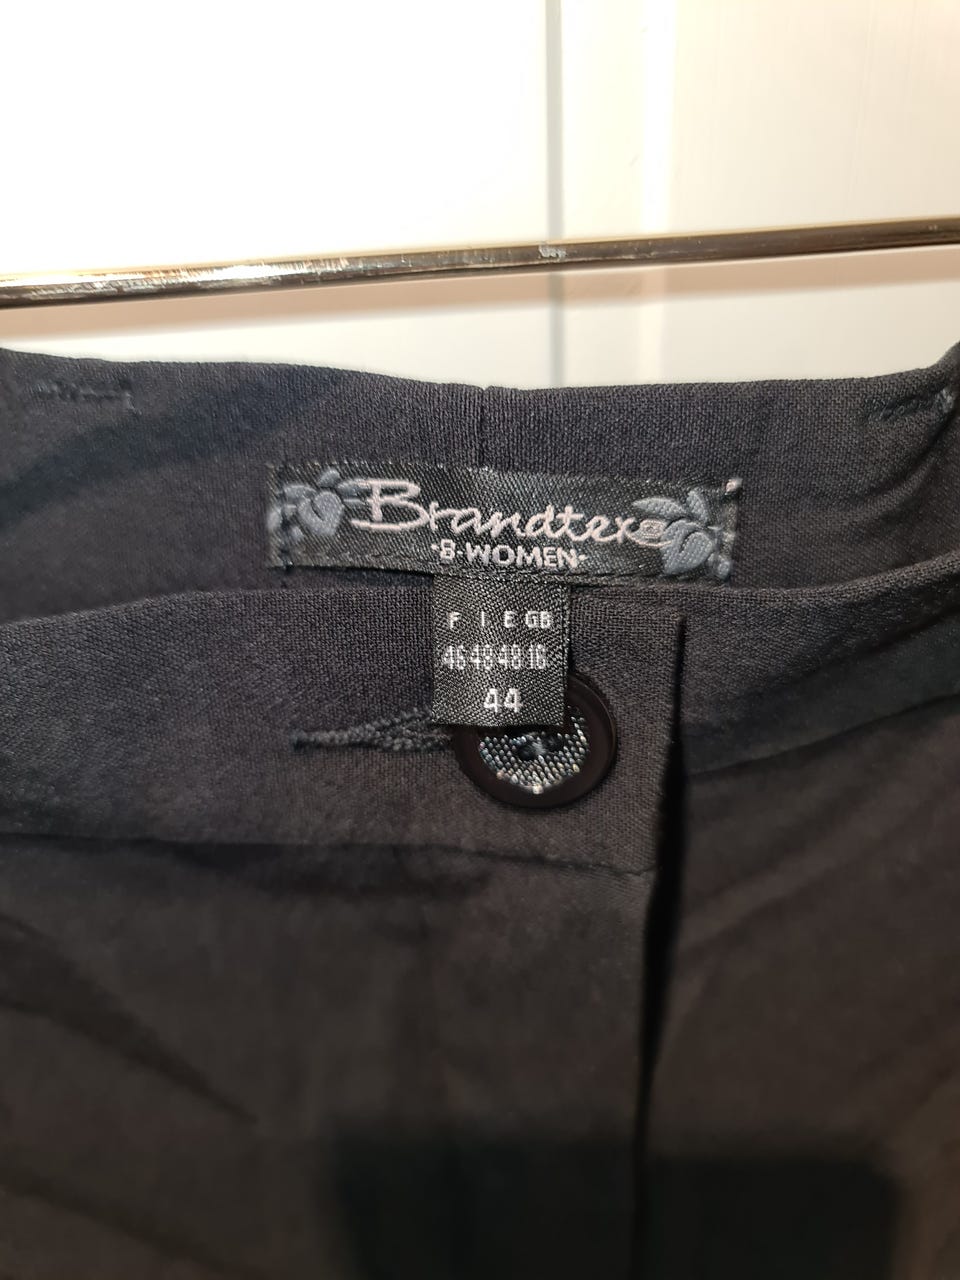 Brandtex
·B·WOMEN·
F I E GB
46 48 48 16
44